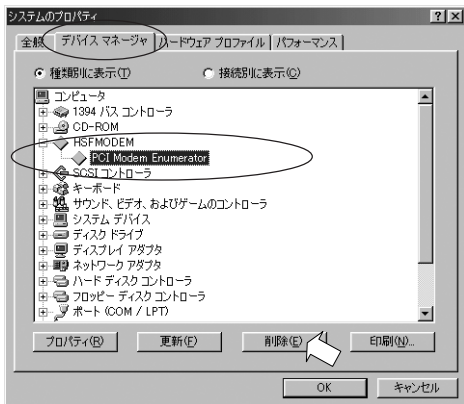 システムのプロパティ
全般 デバイス マネージャ ハードウェア プロファイル パフォーマンス
種類別に表示(T) 接続別に表示(C)
コンピュータ
1394 バス コントローラ
CD-ROM
HSFMODEM
PCI Modem Enumerator
SCSI コントローラ
キーボード
サウンド、ビデオ、およびゲームのコントローラ
システム デバイス
ディスク ドライブ
ディスプレイ アダプタ
ネットワーク アダプタ
ハード ディスク コントローラ
フロッピー ディスク コントローラ
ポート (COM / LPT)
プロパティ(R) 更新(F) 削除(E) 印刷(N)...
OK キャンセル